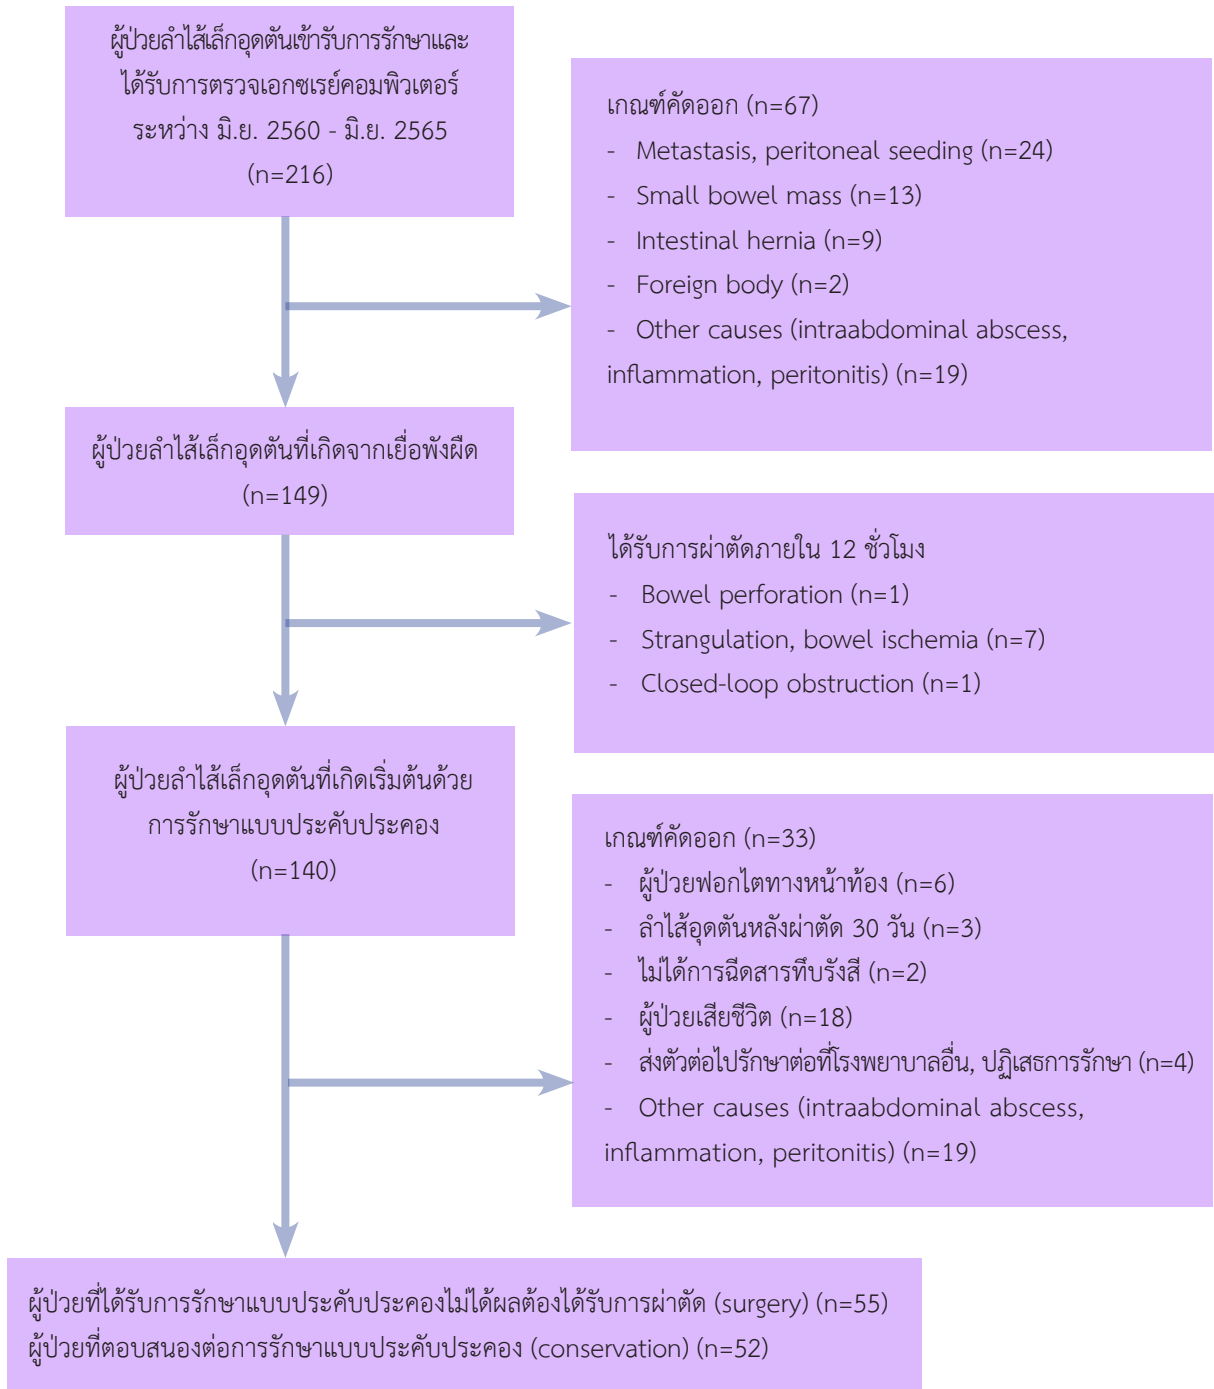 ผู้ป่วยลำไส้เล็กอุดตันเข้ารับการรักษาและ
ได้รับการตรวจเอกซเรย์คอมพิวเตอร์
ระหว่าง มิ.ย. 2560 - มิ.ย. 2565
(n=216)
เกณฑ์คัดออก (n=67)
- Metastasis, peritoneal seeding (n=24)
- Small bowel mass (n=13)
- Intestinal hernia (n=9)
- Foreign body (n=2)
- Other causes (intraabdominal abscess,
inflammation, peritonitis) (n=19)
ผู้ป่วยลำไส้เล็กอุดตันที่เกิดจากเยื่อพังผืด
(n=149)
ได้รับการผ่าตัดภายใน 12 ชั่วโมง
- Bowel perforation (n=1)
- Strangulation, bowel ischemia (n=7)
- Closed-loop obstruction (n=1)
ผู้ป่วยลำไส้เล็กอุดตันที่เกิดเริ่มต้นด้วย
การรักษาแบบประคับประคอง
(n=140)
เกณฑ์คัดออก (n=33)
- ผู้ป่วยฟอกไตทางหน้าท้อง (n=6)
- ลำไส้อุดตันหลังผ่าตัด 30 วัน (n=3)
- ไม่ได้การฉีดสารทึบรังสี (n=2)
- ผู้ป่วยเสียชีวิต (n=18)
- ส่งตัวต่อไปรักษาต่อที่โรงพยาบาลอื่น, ปฏิเสธการรักษา (n=4)
- Other causes (intraabdominal abscess,
inflammation, peritonitis) (n=19)
ผู้ป่วยที่ได้รับการรักษาแบบประคับประคองไม่ได้ผลต้องได้รับการผ่าตัด (surgery) (n=55)
ผู้ป่วยที่ตอบสนองต่อการรักษาแบบประคับประคอง (conservation) (n=52)